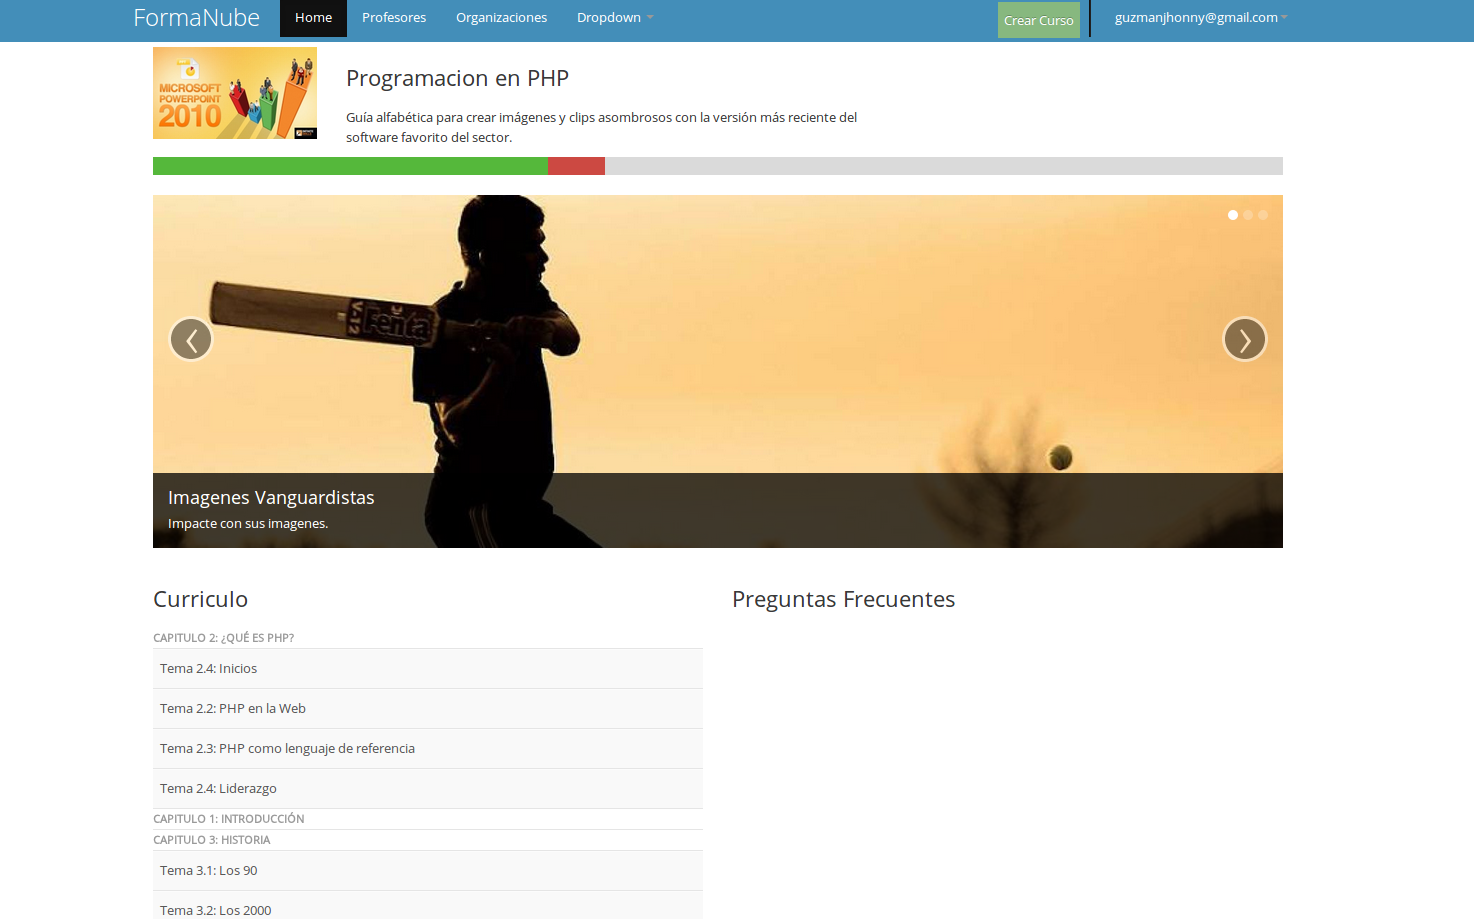 FormaNube Home Profesores Organizaciones Dropdown Crear Curso guzmanjhonny@gmail.com
MICROSOFT
POWERPOINT
2010
Programacion en PHP
Guía alfabética para crear imágenes y clips asombrosos con la versión más reciente del
software favorito del sector.
V-12 Fenta
Imagenes Vanguardistas
Impacte con sus imagenes.
Curriculo
CAPITULO 2: ¿QUÉ ES PHP?
Tema 2.4: Inicios
Tema 2.2: PHP en la Web
Tema 2.3: PHP como lenguaje de referencia
Tema 2.4: Liderazgo
CAPITULO 1: INTRODUCCIÓN
CAPITULO 3: HISTORIA
Tema 3.1: Los 90
Tema 3.2: Los 2000
Preguntas Frecuentes